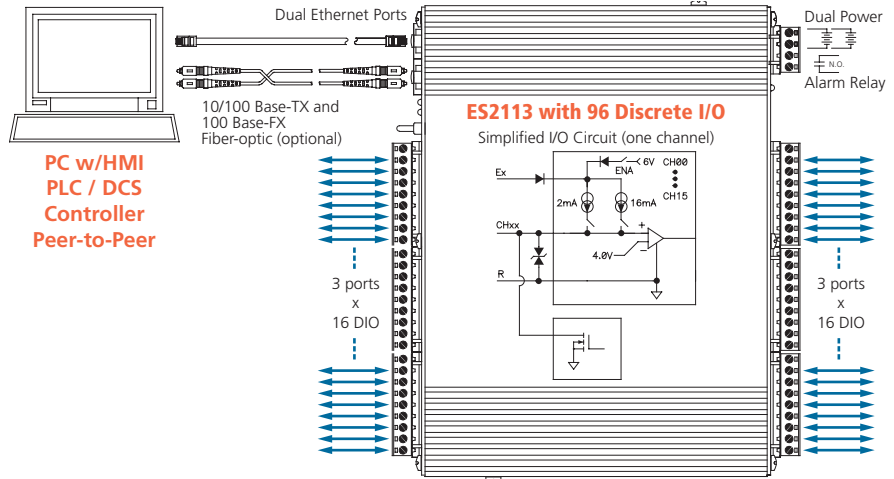 Dual Ethernet Ports
Dual Power
N.O.
Alarm Relay
10/100 Base-TX and
100 Base-FX
Fiber-optic (optional)
ES2113 with 96 Discrete I/O
Simplified I/O Circuit (one channel)
PC w/HMI
PLC / DCS
Controller
Peer-to-Peer
6V
CH00
ENA
Ex
CH15
2mA
16mA
CHxx
+
4.0V
−
R
3 ports
x
16 DIO
3 ports
x
16 DIO